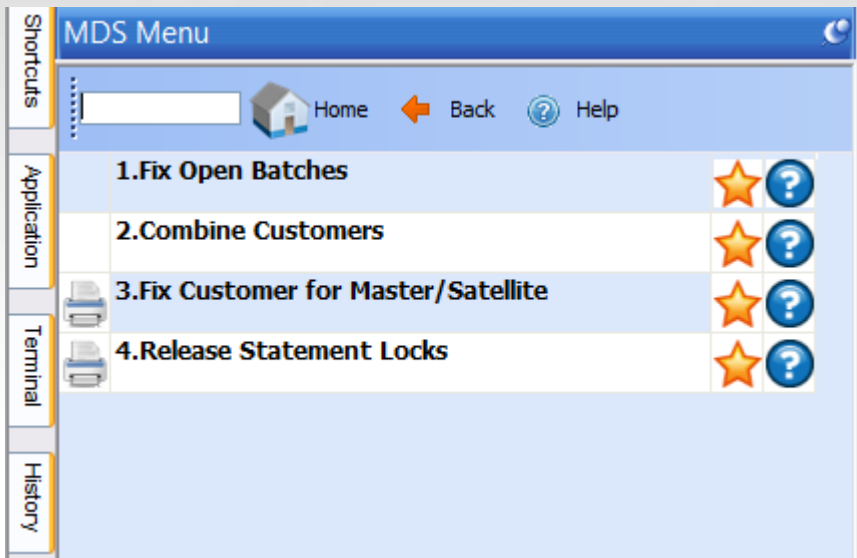 MDS Menu
Home Back Help
1.Fix Open Batches
2.Combine Customers
3.Fix Customer for Master/Satellite
4.Release Statement Locks
Shortcuts
Application
Terminal
History